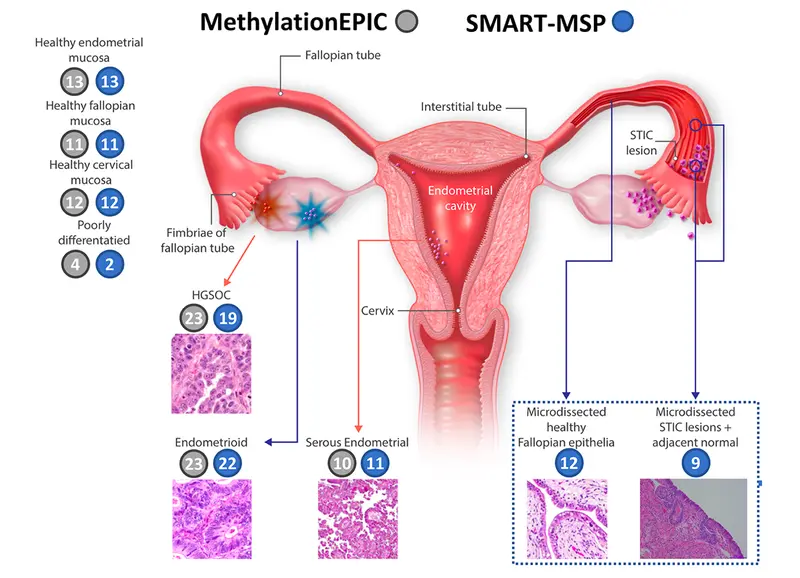 MethylationEPIC
SMART-MSP
Healthy endometrial
mucosa
13 13
Healthy fallopian
mucosa
11 11
Healthy cervical
mucosa
12 12
Poorly
differentatied
4 2
Fallopian tube
Interstitial tube
STIC
lesion
Endometrial
cavity
Fimbriae of
fallopian tube
Cervix
HGSOC
23 19
Endometrioid
23 22
Serous Endometrial
10 11
Microdissected
healthy
Fallopian epithelia
12
Microdissected
STIC lesions +
adjacent normal
9